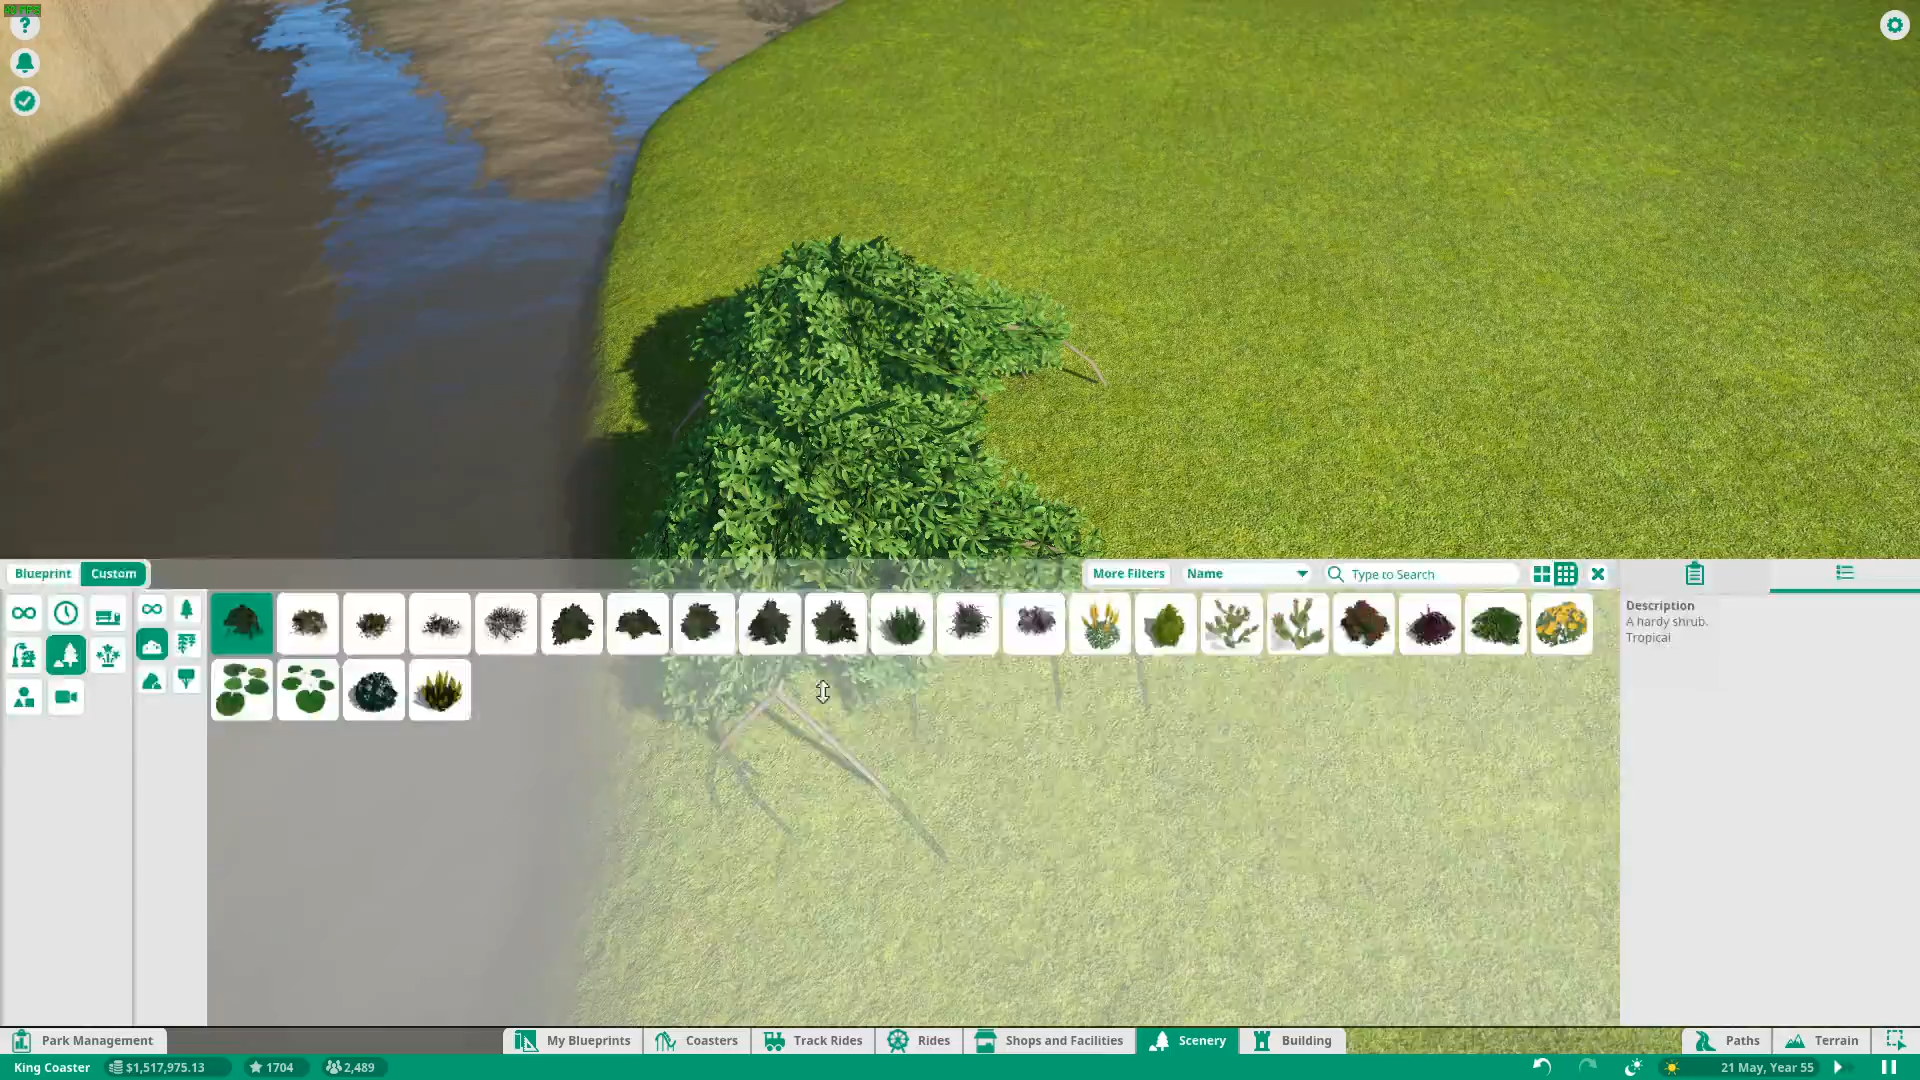 ?
Blueprint Custom
More Filters Name Type to Search
Description
A hardy shrub.
Tropical
Park Management My Blueprints Coasters Track Rides Rides Shops and Facilities Scenery Building Paths Terrain
King Coaster $1,517,975.13 1704 2,489 21 May, Year 55